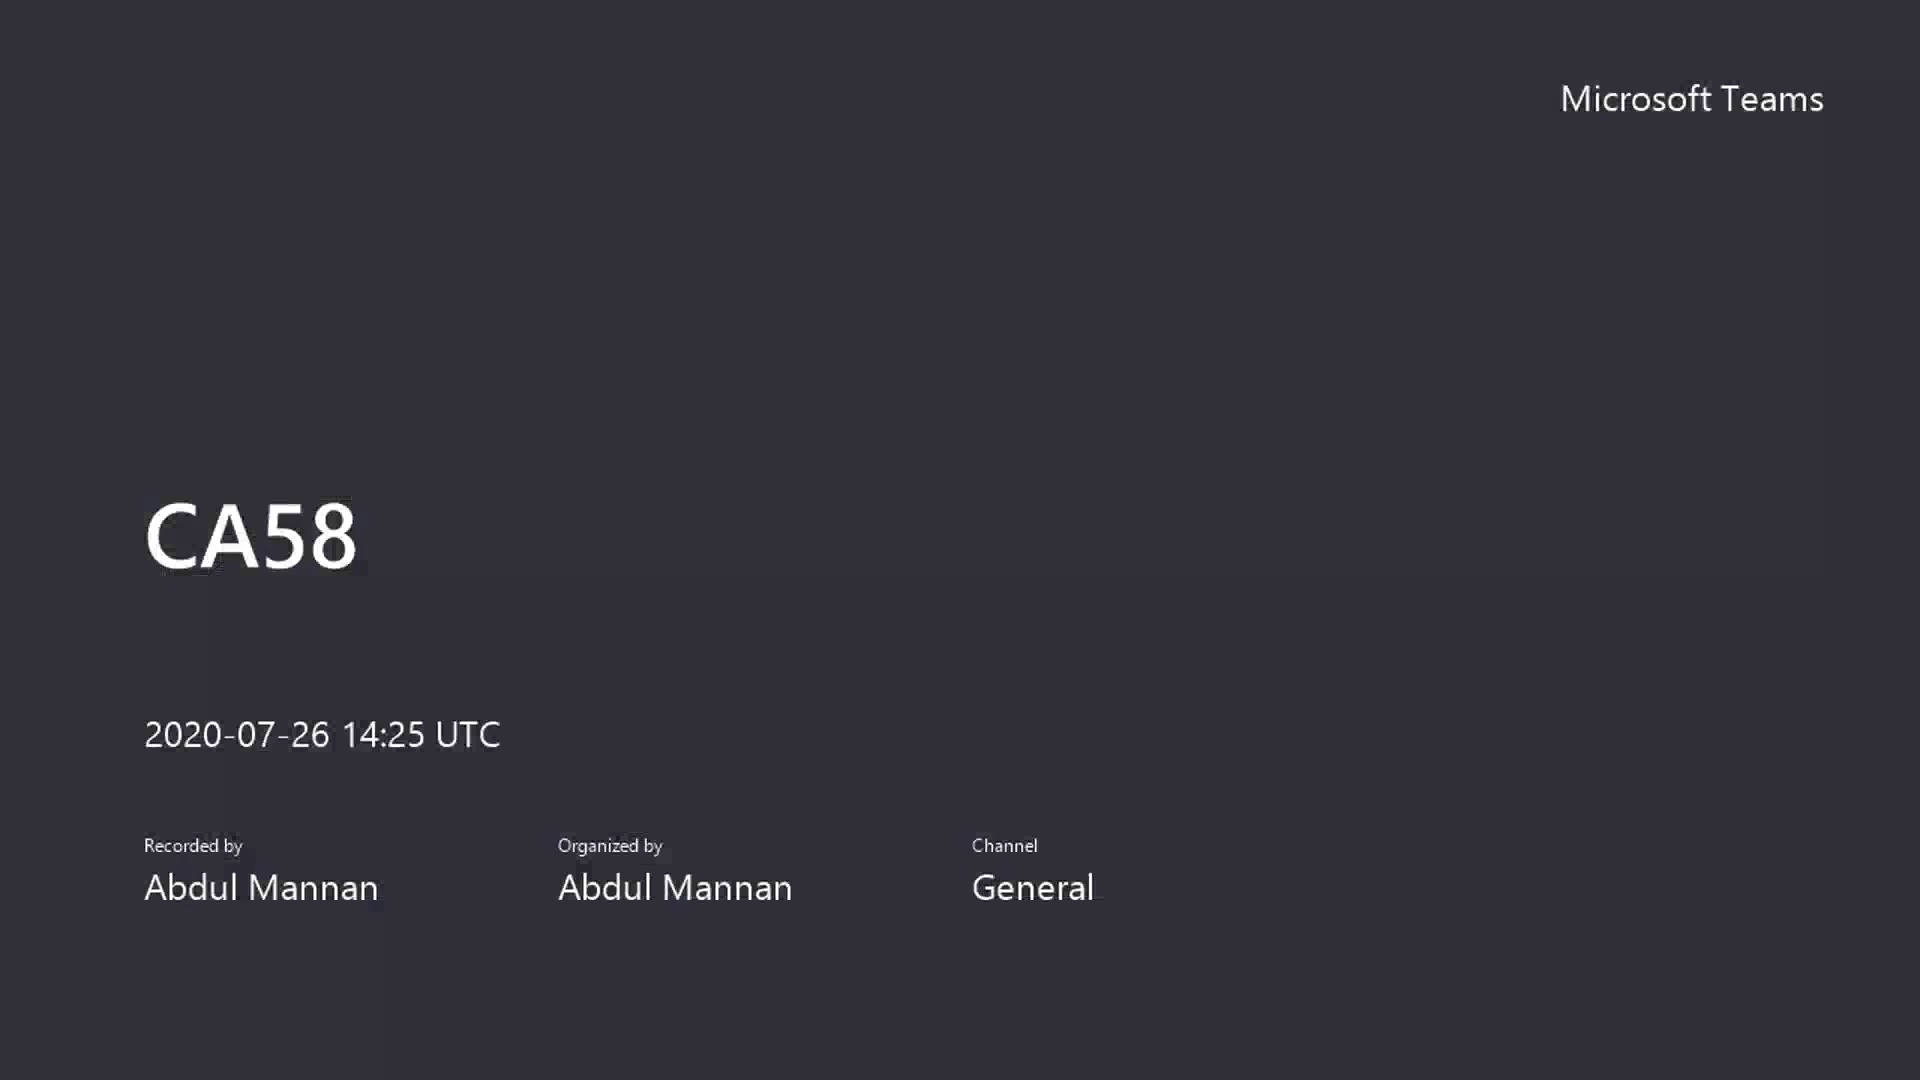 Microsoft Teams
CA58
2020-07-26 14:25 UTC
Recorded by
Abdul Mannan
Organized by
Abdul Mannan
Channel
General